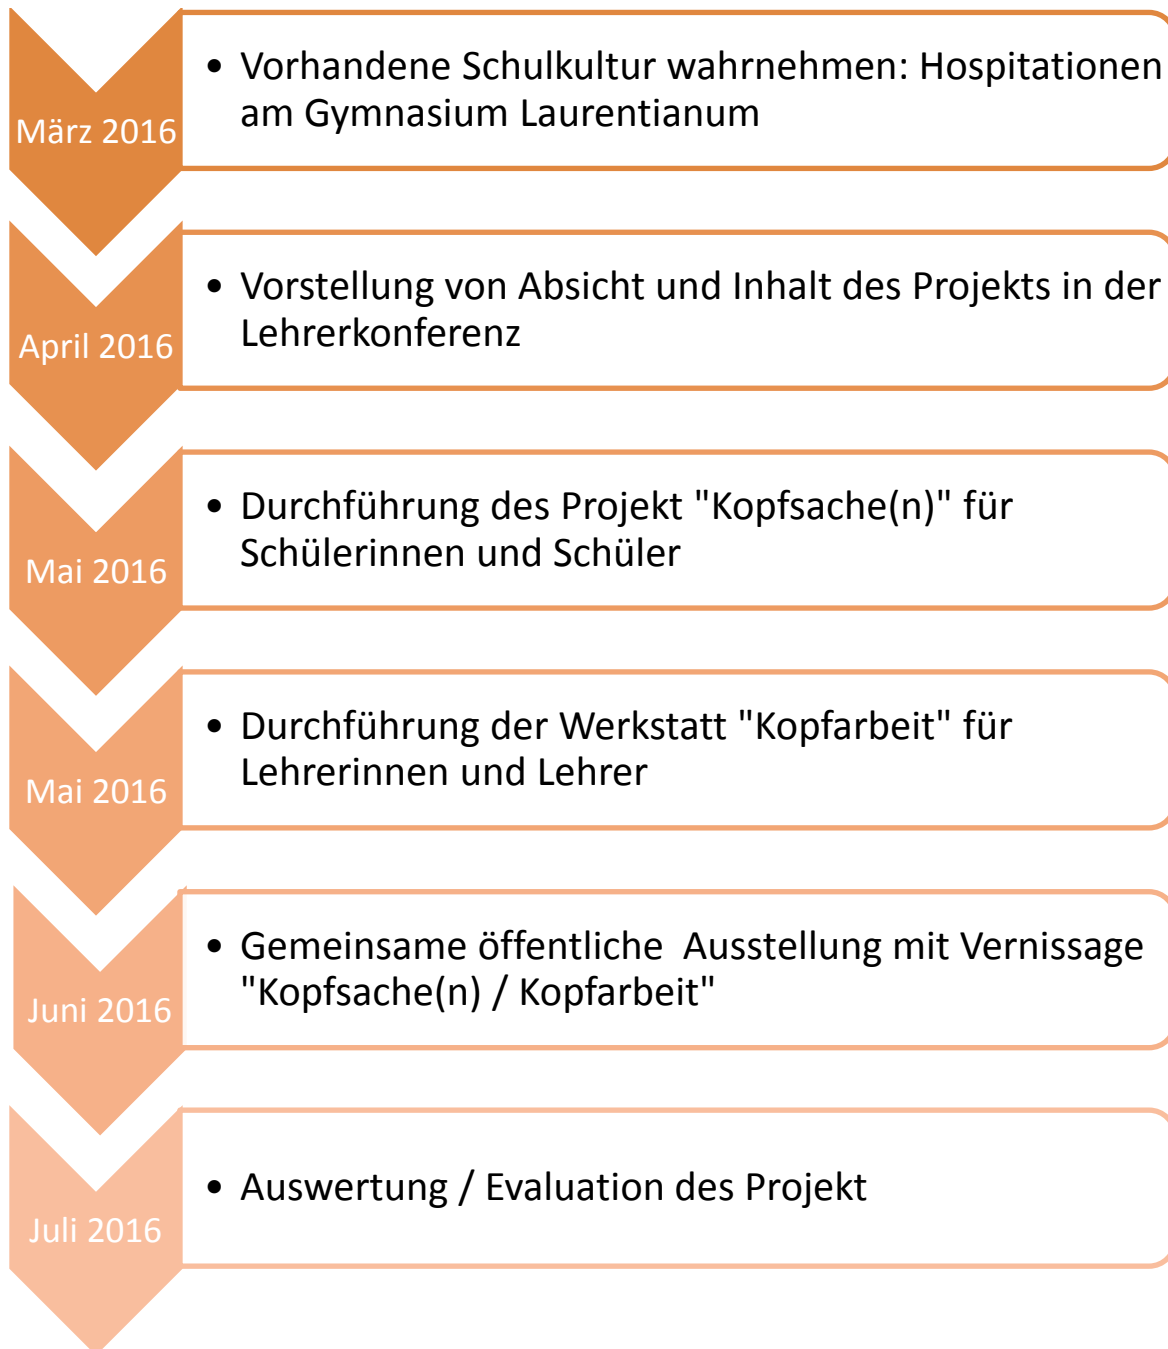 März 2016
• Vorhandene Schulkultur wahrnehmen: Hospitationen
am Gymnasium Laurentianum
April 2016
• Vorstellung von Absicht und Inhalt des Projekts in der
Lehrerkonferenz
Mai 2016
• Durchführung des Projekt "Kopfsache(n)" für
Schülerinnen und Schüler
Mai 2016
• Durchführung der Werkstatt "Kopfarbeit" für
Lehrerinnen und Lehrer
Juni 2016
• Gemeinsame öffentliche  Ausstellung mit Vernissage
"Kopfsache(n) / Kopfarbeit"
Juli 2016
• Auswertung / Evaluation des Projekt